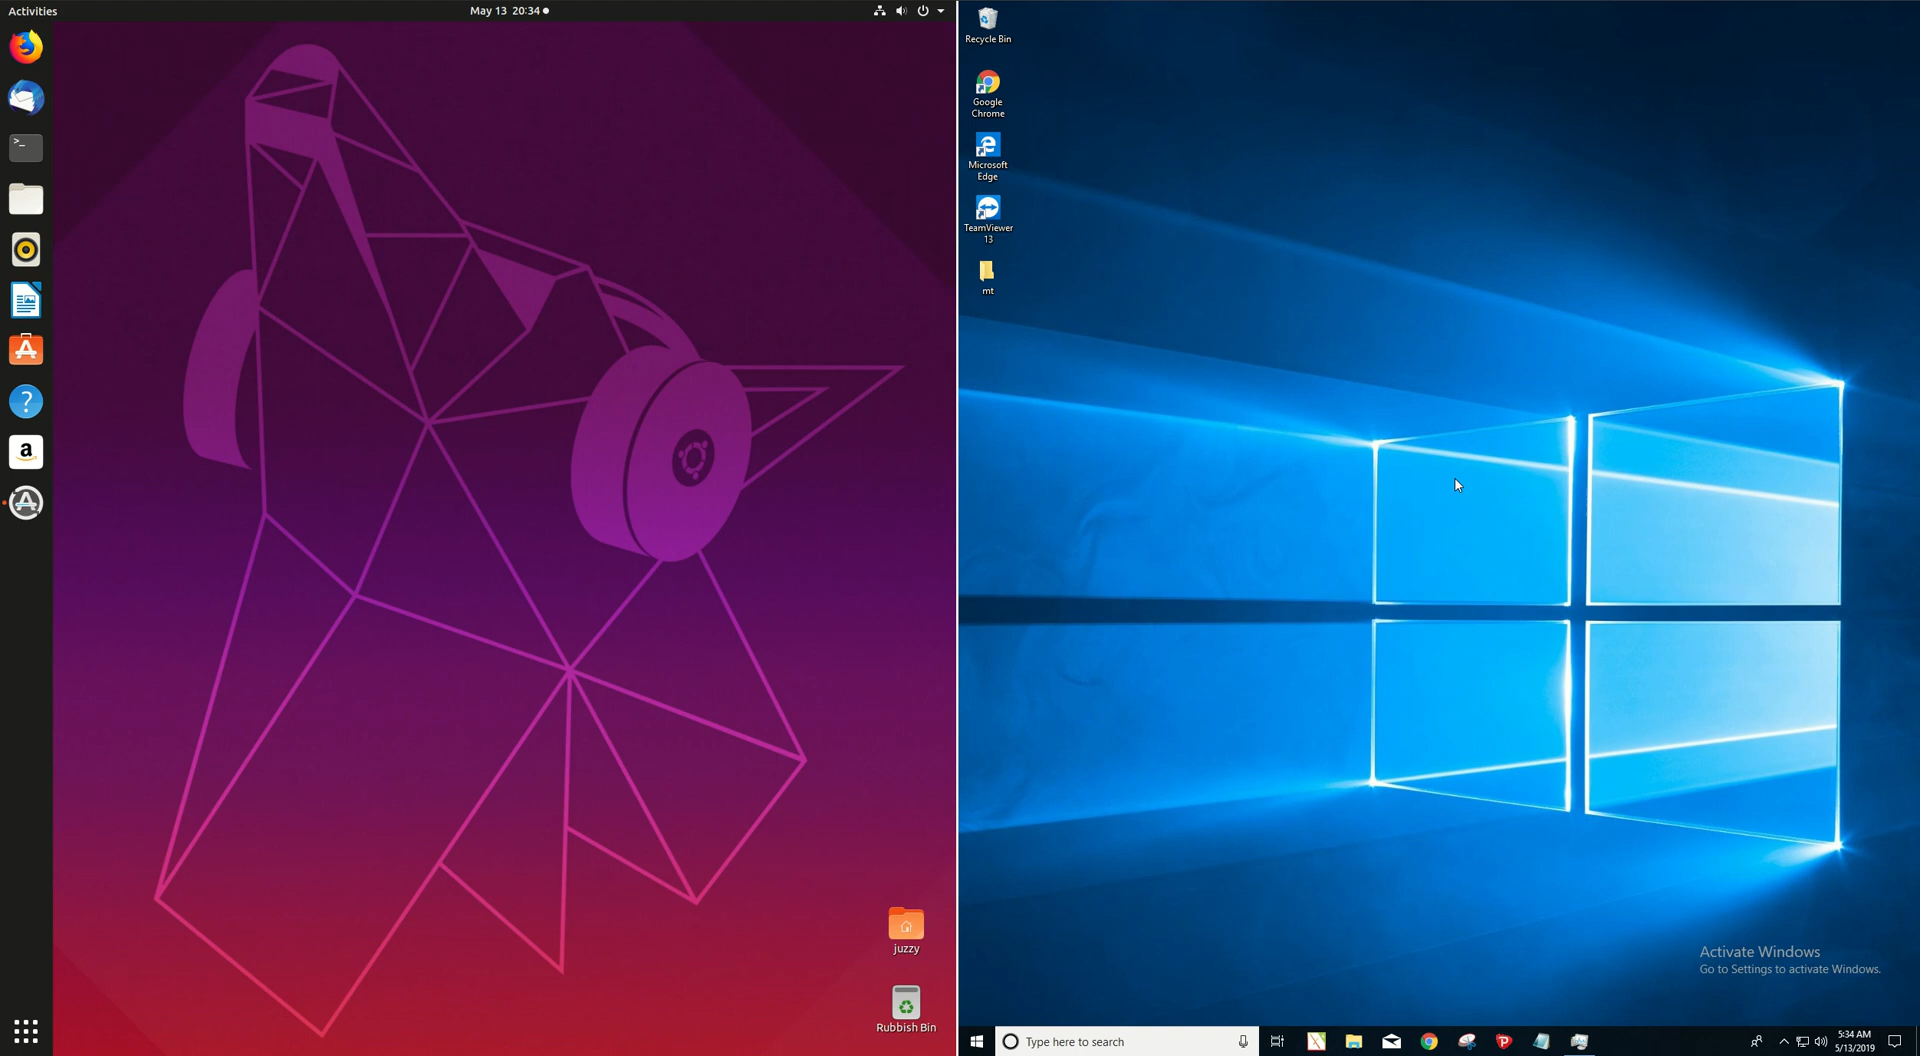 Activities
May 13 20:34
>_
?
a
juzzy
Rubbish Bin
Recycle Bin
Google
Chrome
Microsoft
Edge
TeamViewer
13
mt
Activate Windows
Go to Settings to activate Windows.
Type here to search
5:34 AM
5/13/2019